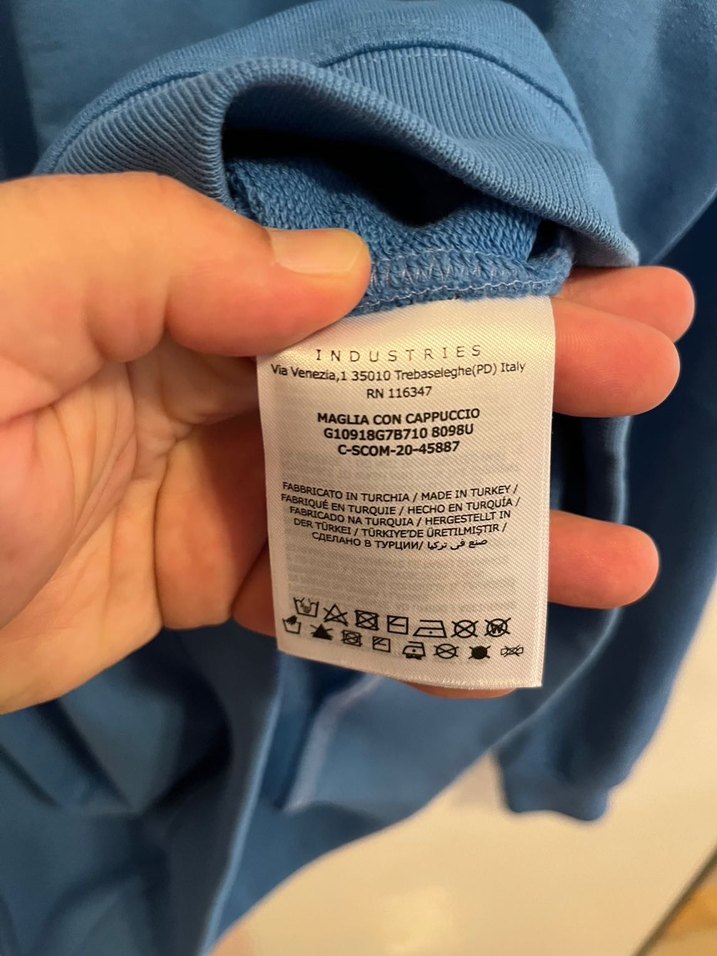 INDUSTRIES
Via Venezia,1 35010 Trebaseleghe(PD) Italy
RN 116347
MAGLIA CON CAPPUCCIO
G10918G7B710 8098U
C-SCOM-20-45887
FABBRICATO IN TURCHIA / MADE IN TURKEY /
FABRIQUÉ EN TURQUIE / HECHO EN TURQUÍA /
FABRICADO NA TURQUIA / HERGESTELLT IN
DER TÜRKEI / TÜRKIYE'DE ÜRETILMIŞTIR /
СДЕЛАНО В ТУРЦИИ/ صنع في تركيا